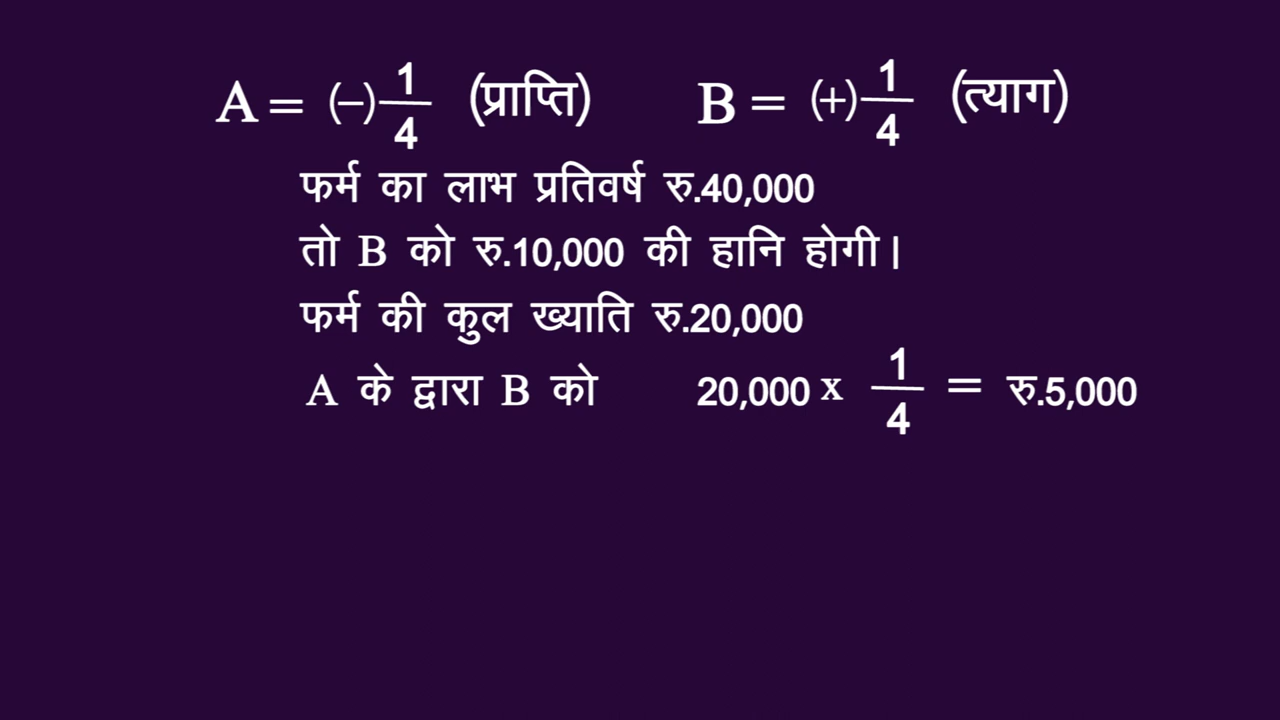 A = (−) 1/4 (प्राप्ति) B = (+) 1/4 (त्याग)
फर्म का लाभ प्रतिवर्ष रु.40,000
तो B को रु.10,000 की हानि होगी|
फर्म की कुल ख्याति रु.20,000
A के द्वारा B को 20,000 x 1/4 = रु.5,000